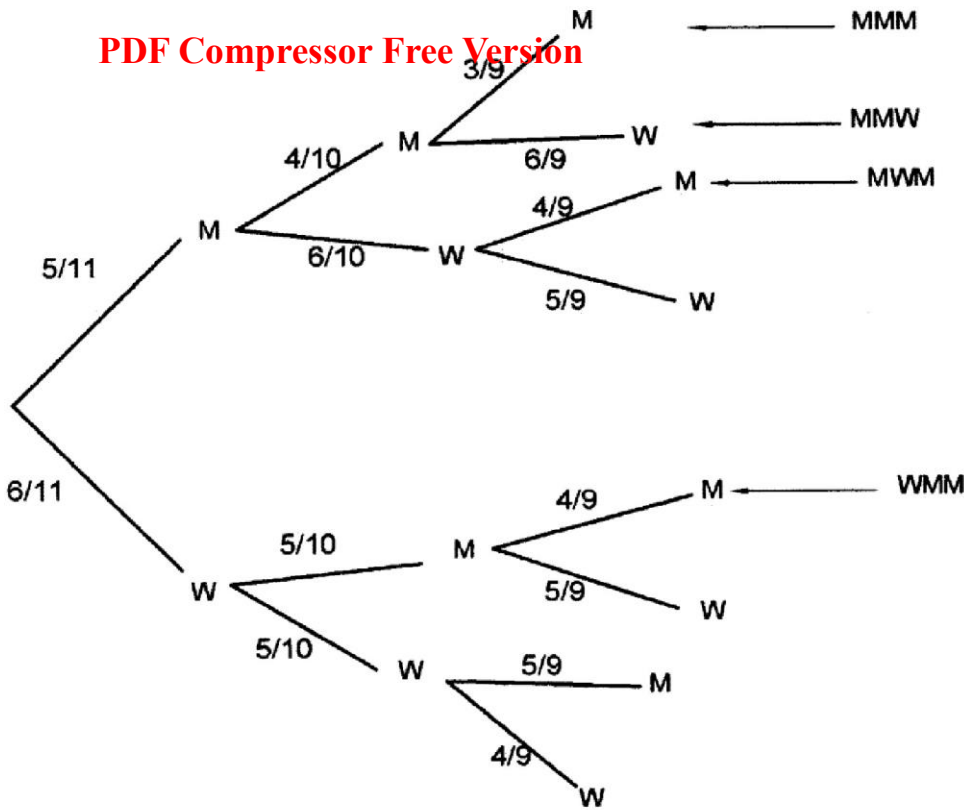 M MMM
PDF Compressor Free Version
3/9
M W MMW
4/10 6/9
M MWM
4/9
M
6/10 W
5/11
5/9 W
6/11
4/9 M WMM
5/10 M
5/9
W W
5/10
W 5/9 M
4/9
W